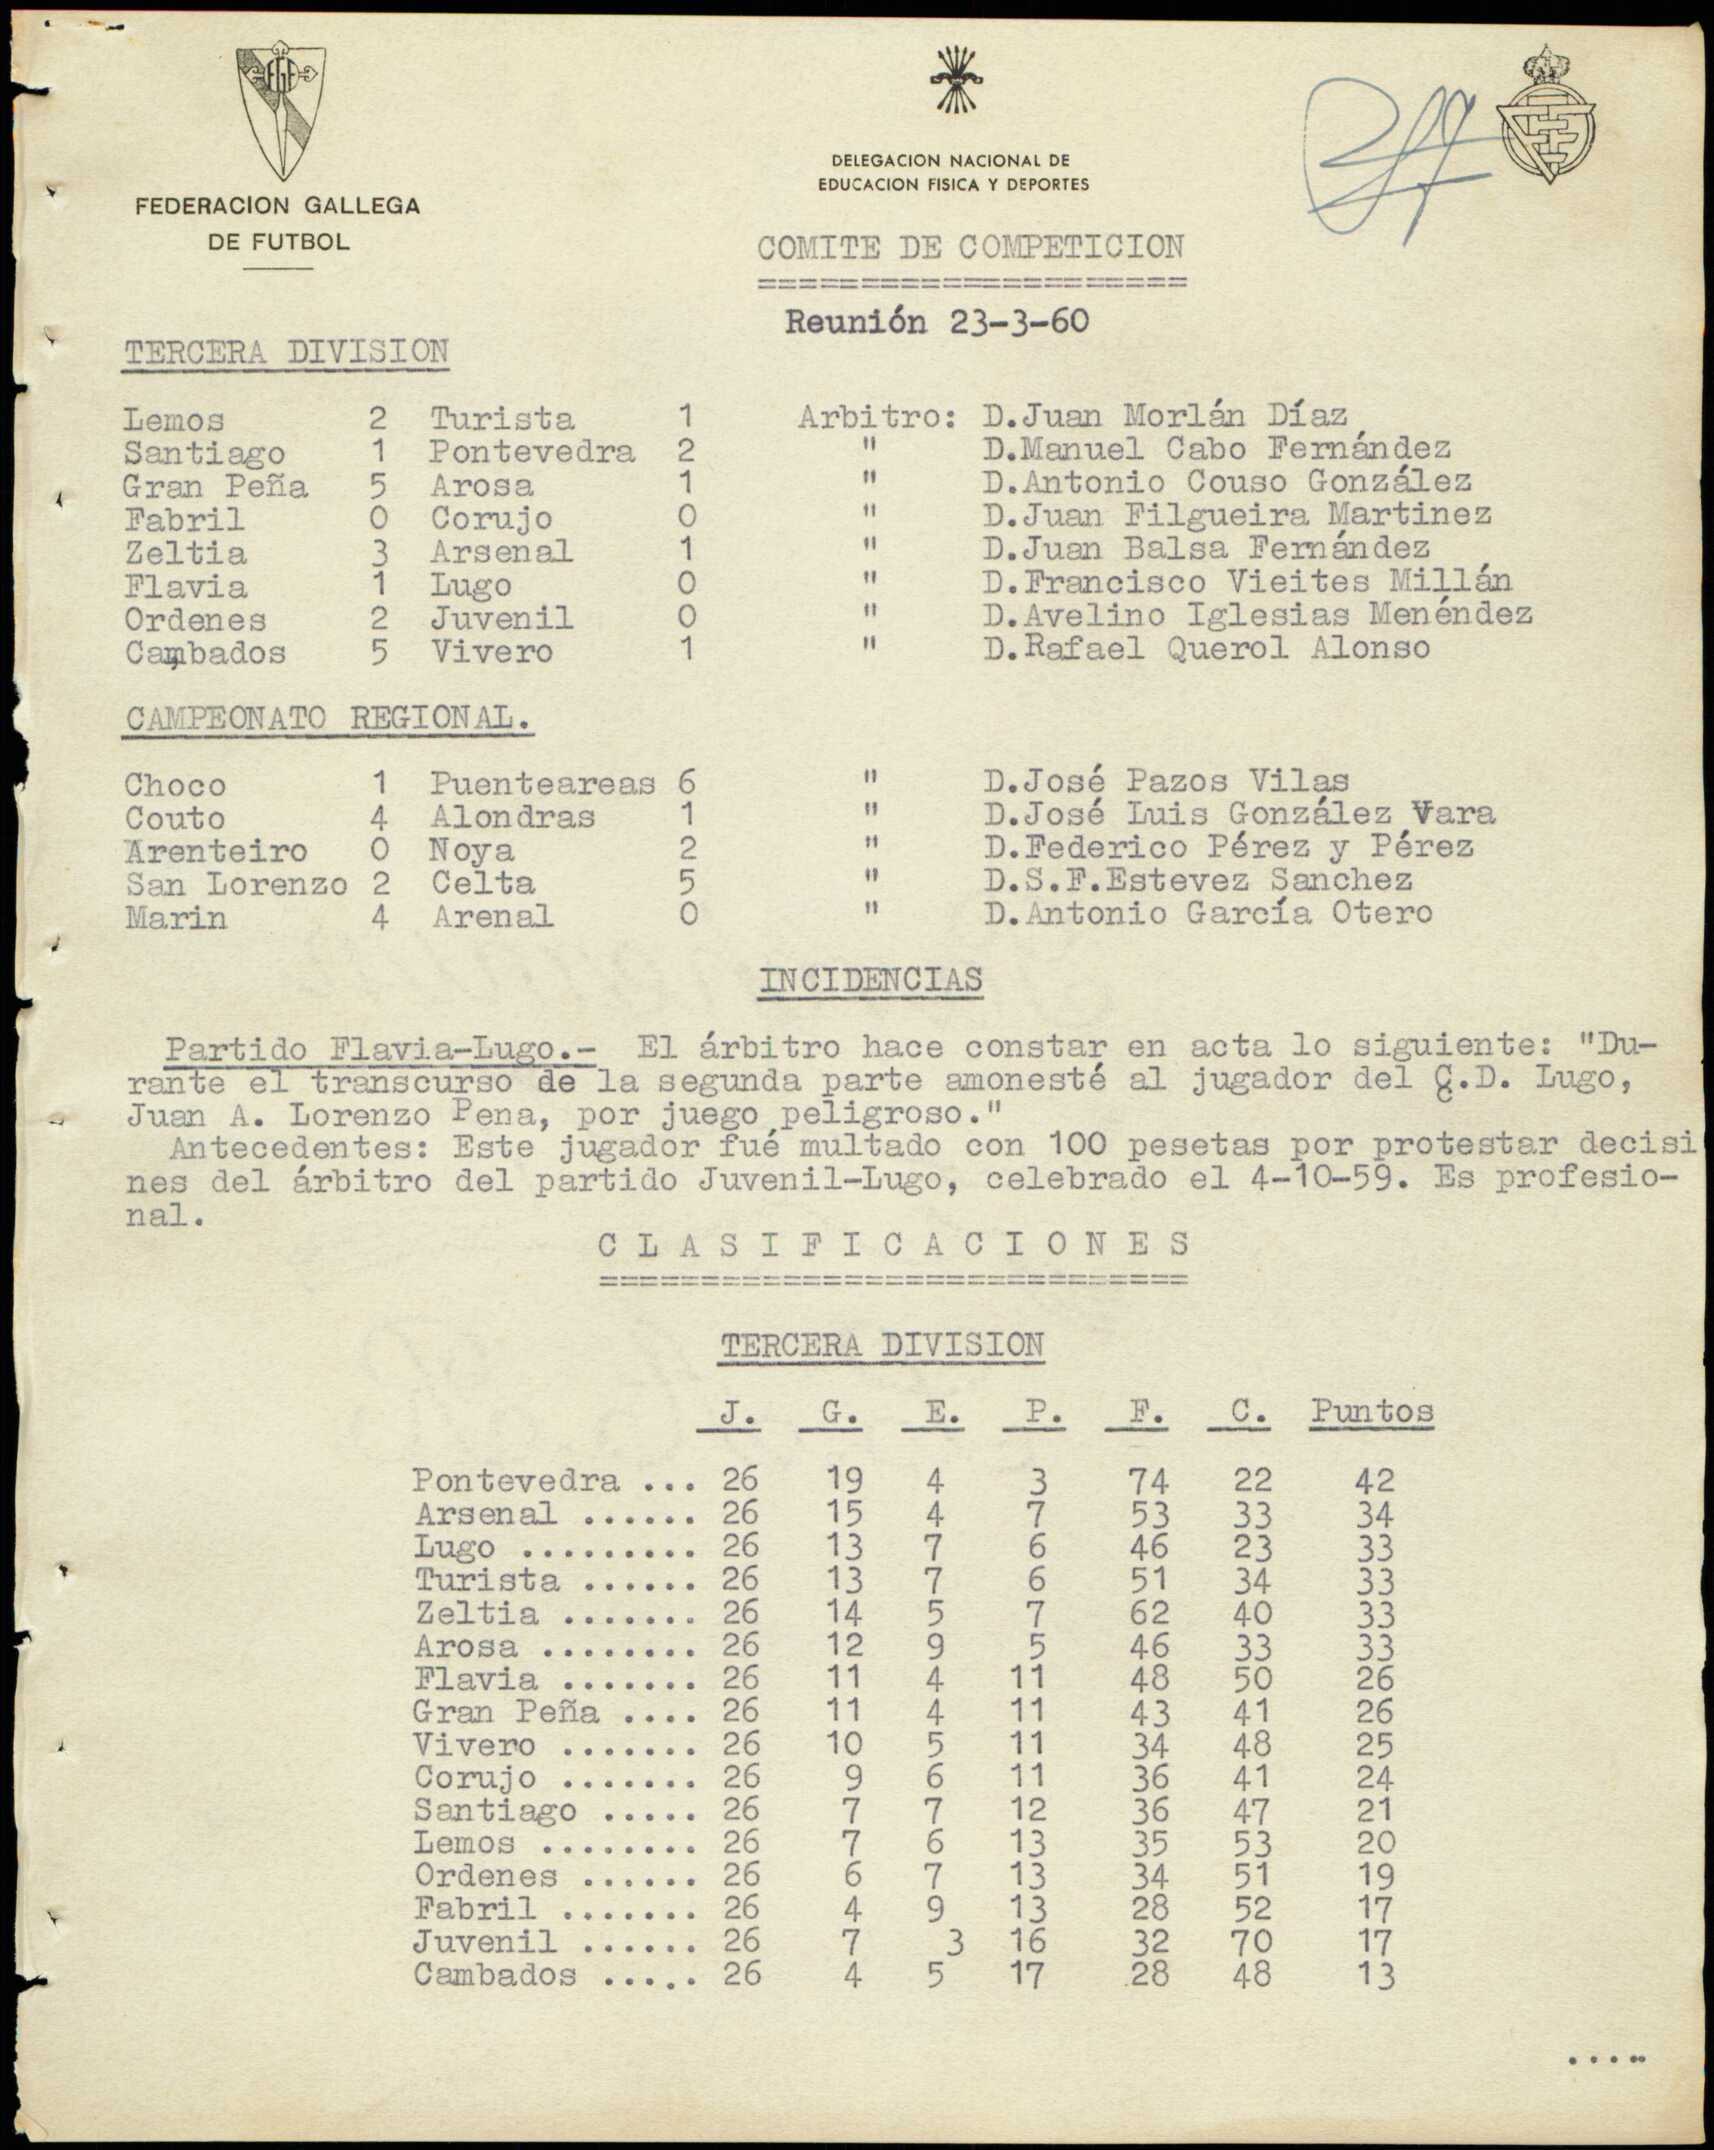 FGF
FEDERACION GALLEGA
DE FUTBOL
DELEGACION NACIONAL DE
EDUCACION FISICA Y DEPORTES
COMITE DE COMPETICION
=====================
Reunión 23-3-60
TERCERA DIVISION
Lemos 2 Turista 1 Arbitro: D.Juan Morlán Díaz
Santiago 1 Pontevedra 2 " D.Manuel Cabo Fernández
Gran Peña 5 Arosa 1 " D.Antonio Couso González
Fabril 0 Corujo 0 " D.Juan Filgueira Martinez
Zeltia 3 Arsenal 1 " D.Juan Balsa Fernández
Flavia 1 Lugo 0 " D.Francisco Vieites Millán
Ordenes 2 Juvenil 0 " D.Avelino Iglesias Menéndez
Cambados 5 Vivero 1 " D.Rafael Querol Alonso
CAMPEONATO REGIONAL.
Choco 1 Puenteareas 6 " D.José Pazos Vilas
Couto 4 Alondras 1 " D.José Luis González Vara
Arenteiro 0 Noya 2 " D.Federico Pérez y Pérez
San Lorenzo 2 Celta 5 " D.S.F.Estevez Sanchez
Marin 4 Arenal 0 " D.Antonio García Otero
INCIDENCIAS
Partido Flavia-Lugo.- El árbitro hace constar en acta lo siguiente: "Du-
rante el transcurso de la segunda parte amonesté al jugador del C.D. Lugo,
Juan A. Lorenzo Pena, por juego peligroso."
Antecedentes: Este jugador fué multado con 100 pesetas por protestar decisi
nes del árbitro del partido Juvenil-Lugo, celebrado el 4-10-59. Es profesio-
nal.
C L A S I F I C A C I O N E S
=============================
TERCERA DIVISION
J. G. E. P. F. C. Puntos
Pontevedra ... 26 19 4 3 74 22 42
Arsenal ...... 26 15 4 7 53 33 34
Lugo ......... 26 13 7 6 46 23 33
Turista ...... 26 13 7 6 51 34 33
Zeltia ....... 26 14 5 7 62 40 33
Arosa ........ 26 12 9 5 46 33 33
Flavia ....... 26 11 4 11 48 50 26
Gran Peña .... 26 11 4 11 43 41 26
Vivero ....... 26 10 5 11 34 48 25
Corujo ....... 26 9 6 11 36 41 24
Santiago ..... 26 7 7 12 36 47 21
Lemos ........ 26 7 6 13 35 53 20
Ordenes ...... 26 6 7 13 34 51 19
Fabril ....... 26 4 9 13 28 52 17
Juvenil ...... 26 7 3 16 32 70 17
Cambados ..... 26 4 5 17 28 48 13
.....